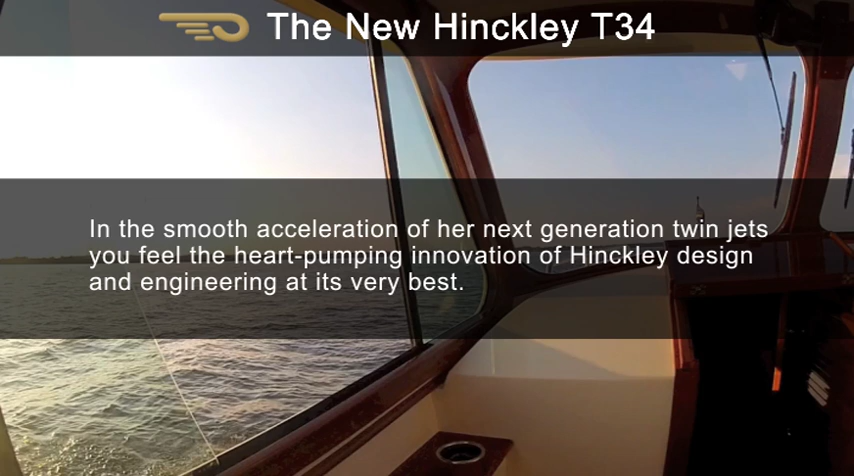 The New Hinckley T34
In the smooth acceleration of her next generation twin jets
you feel the heart-pumping innovation of Hinckley design
and engineering at its very best.